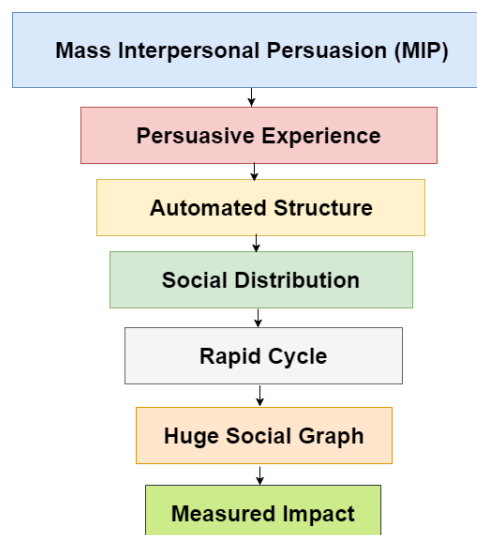 Mass Interpersonal Persuasion (MIP)
Persuasive Experience
Automated Structure
Social Distribution
Rapid Cycle
Huge Social Graph
Measured Impact